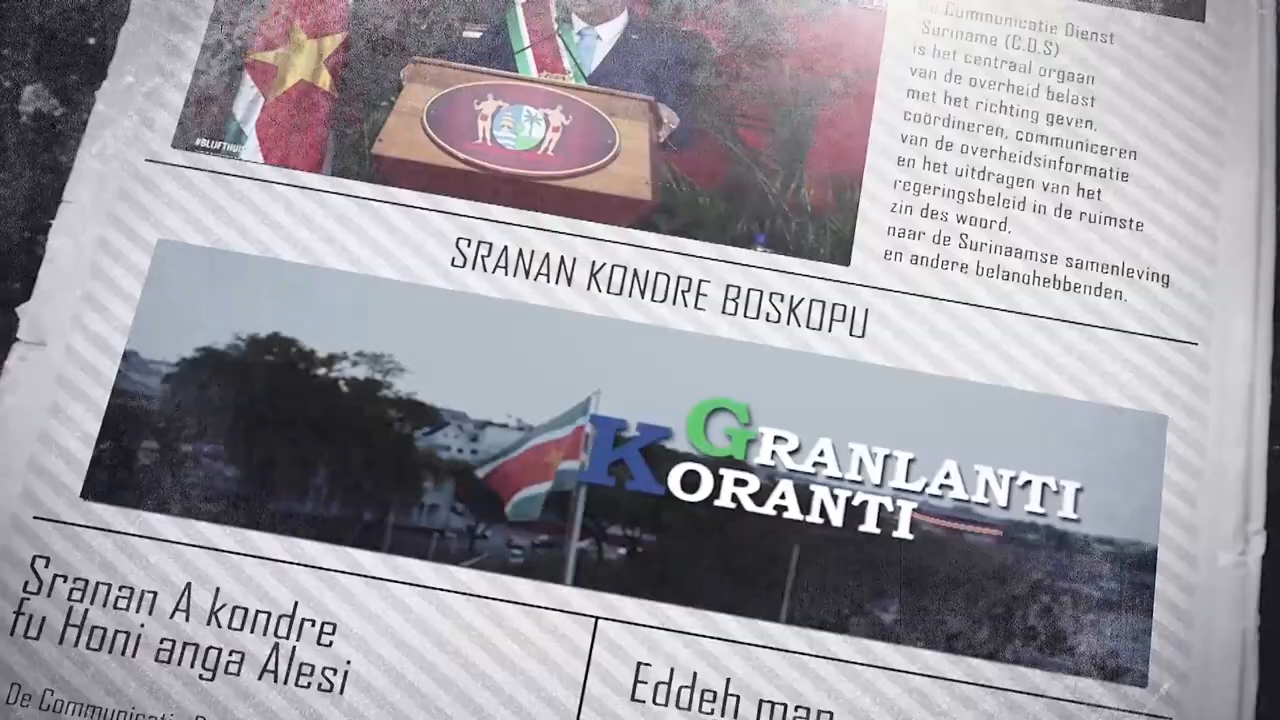 #BLUFTHUIS
Communicatie Dienst
Suriname (C.D.S)
is het centraal orgaan
van de overheid belast
met het richting geven,
coördineren, communiceren
van de overheidsinformatie
en het uitdragen van het
regeringsbeleid in de ruimste
zin des woord,
naar de Surinaamse samenleving
en andere belanghebbenden.
SRANAN KONDRE BOSKOPU
GRANLANTI
KORANTI
Sranan A kondre
fu Honi anga Alesi
De Communicatie
Eddeh man